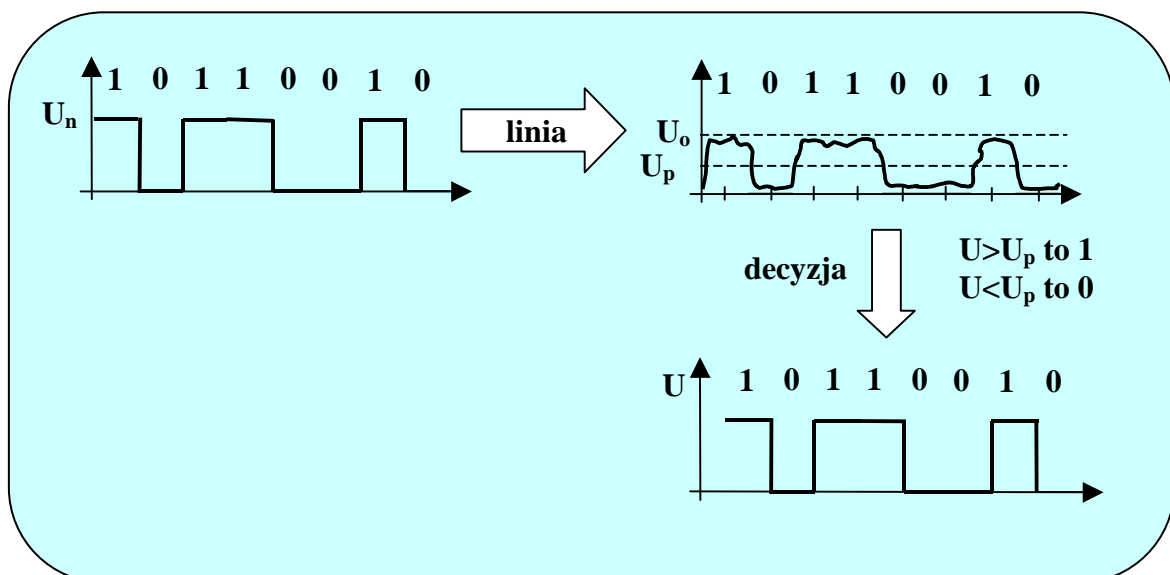 1 0 1 1 0 0 1 0
Uₙ
linia
1 0 1 1 0 0 1 0
Uₒ
Uₚ
decyzja
U>Uₚ to 1
U<Uₚ to 0
U
1 0 1 1 0 0 1 0